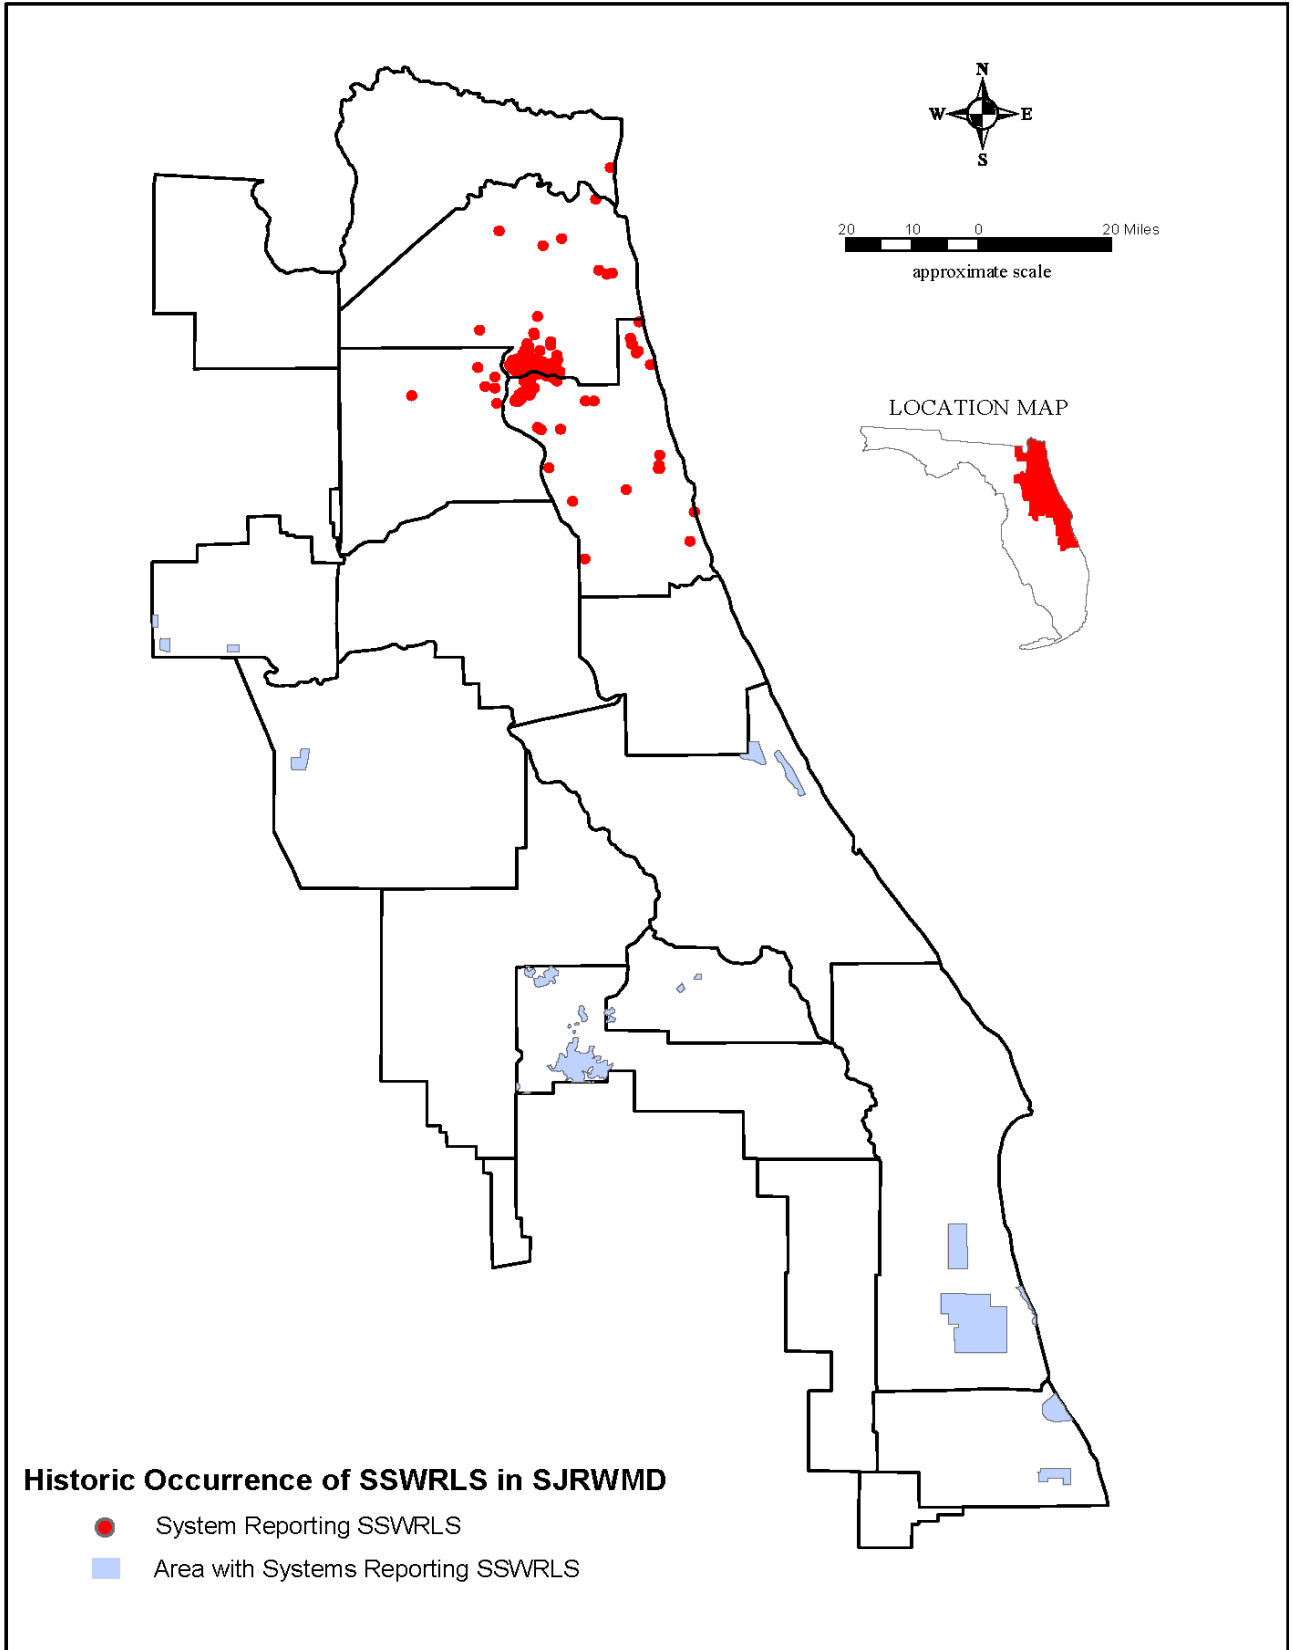 N
W E
S
20 10 0 20 Miles
approximate scale
LOCATION MAP
Historic Occurrence of SSWRLS in SJRWMD
System Reporting SSWRLS
Area with Systems Reporting SSWRLS